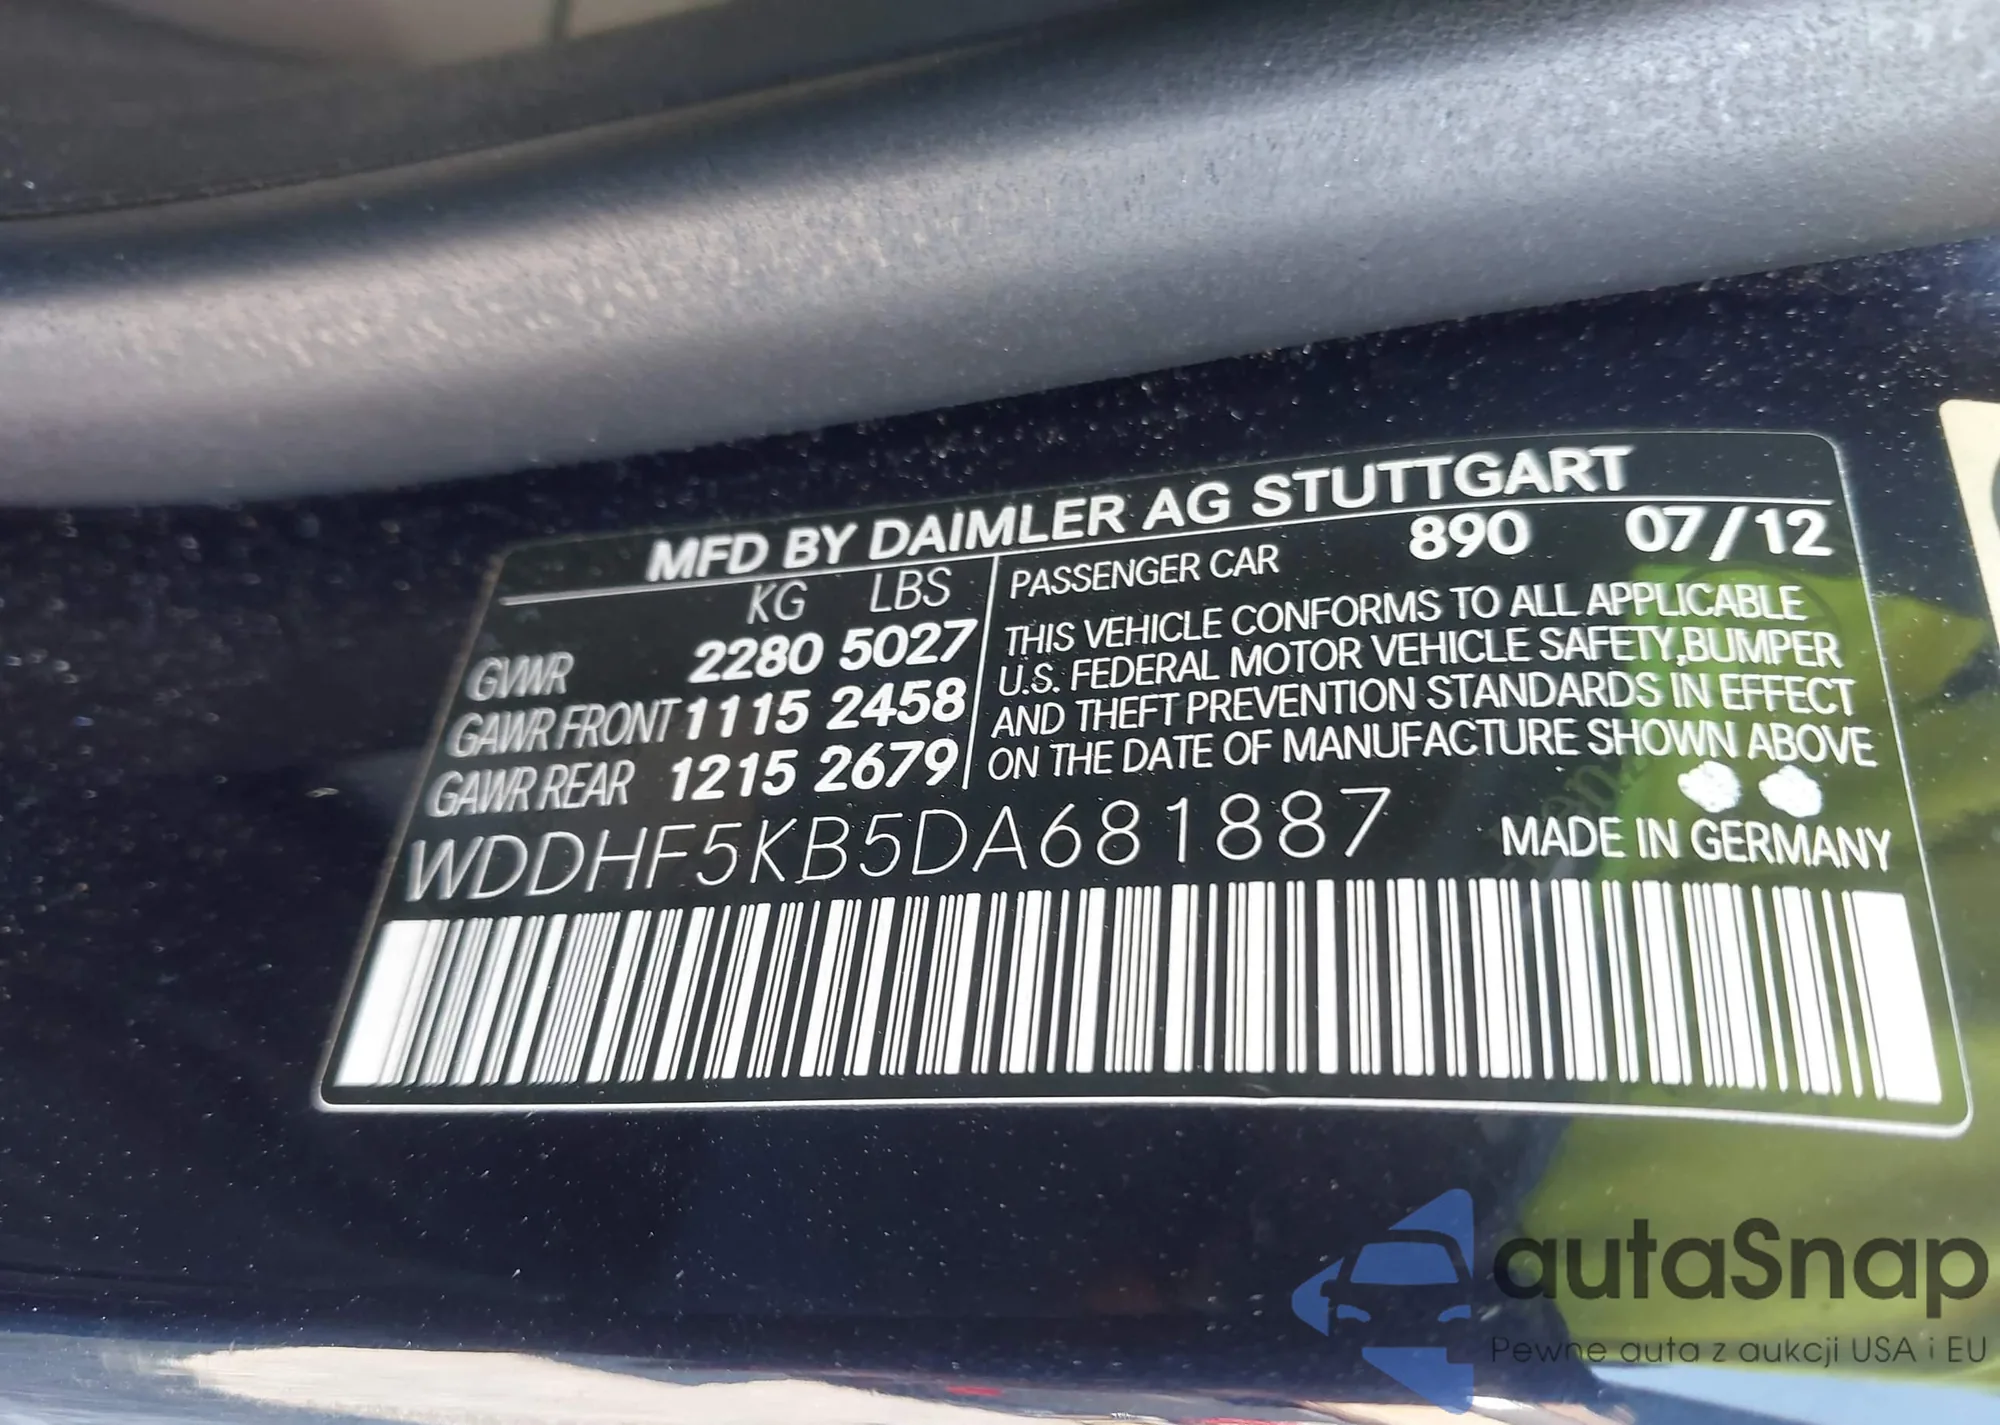 MFD BY DAIMLER AG STUTTGART
KG LBS
GVWR 2280 5027
GAWR FRONT 1115 2458
GAWR REAR 1215 2679
PASSENGER CAR 890 07/12
THIS VEHICLE CONFORMS TO ALL APPLICABLE
U.S. FEDERAL MOTOR VEHICLE SAFETY,BUMPER
AND THEFT PREVENTION STANDARDS IN EFFECT
ON THE DATE OF MANUFACTURE SHOWN ABOVE
WDDHF5KB5DA681887
MADE IN GERMANY
autaSnap
Pewne auta z aukcji USA i EU